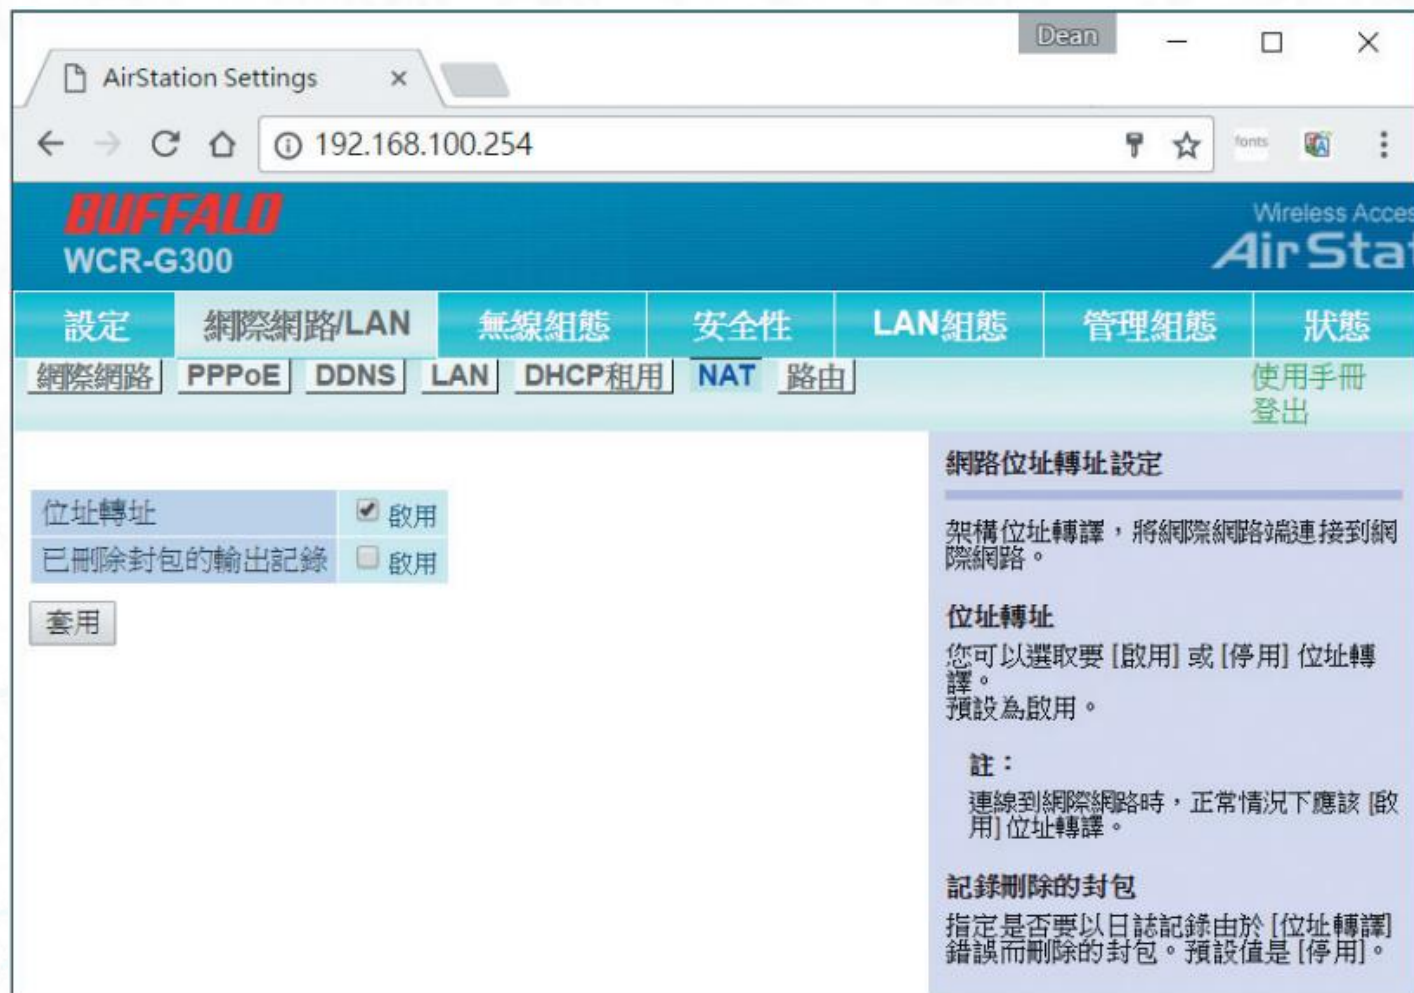 Dean
AirStation Settings
192.168.100.254
fonts
BUFFALO
Wireless Acces
WCR-G300
AirStat
設定 網際網路/LAN 無線組態 安全性 LAN組態 管理組態 狀態
網際網路 PPPoE DDNS LAN DHCP租用 NAT 路由
使用手冊
登出
位址轉址 啟用
已刪除封包的輸出記錄 啟用
套用
網路位址轉址設定
架構位址轉譯，將網際網路端連接到網
際網路。
位址轉址
您可以選取要 [啟用] 或 [停用] 位址轉
譯。
預設為啟用。
註：
連線到網際網路時，正常情況下應該 [啟
用] 位址轉譯。
記錄刪除的封包
指定是否要以日誌記錄由於 [位址轉譯]
錯誤而刪除的封包。預設值是 [停用]。